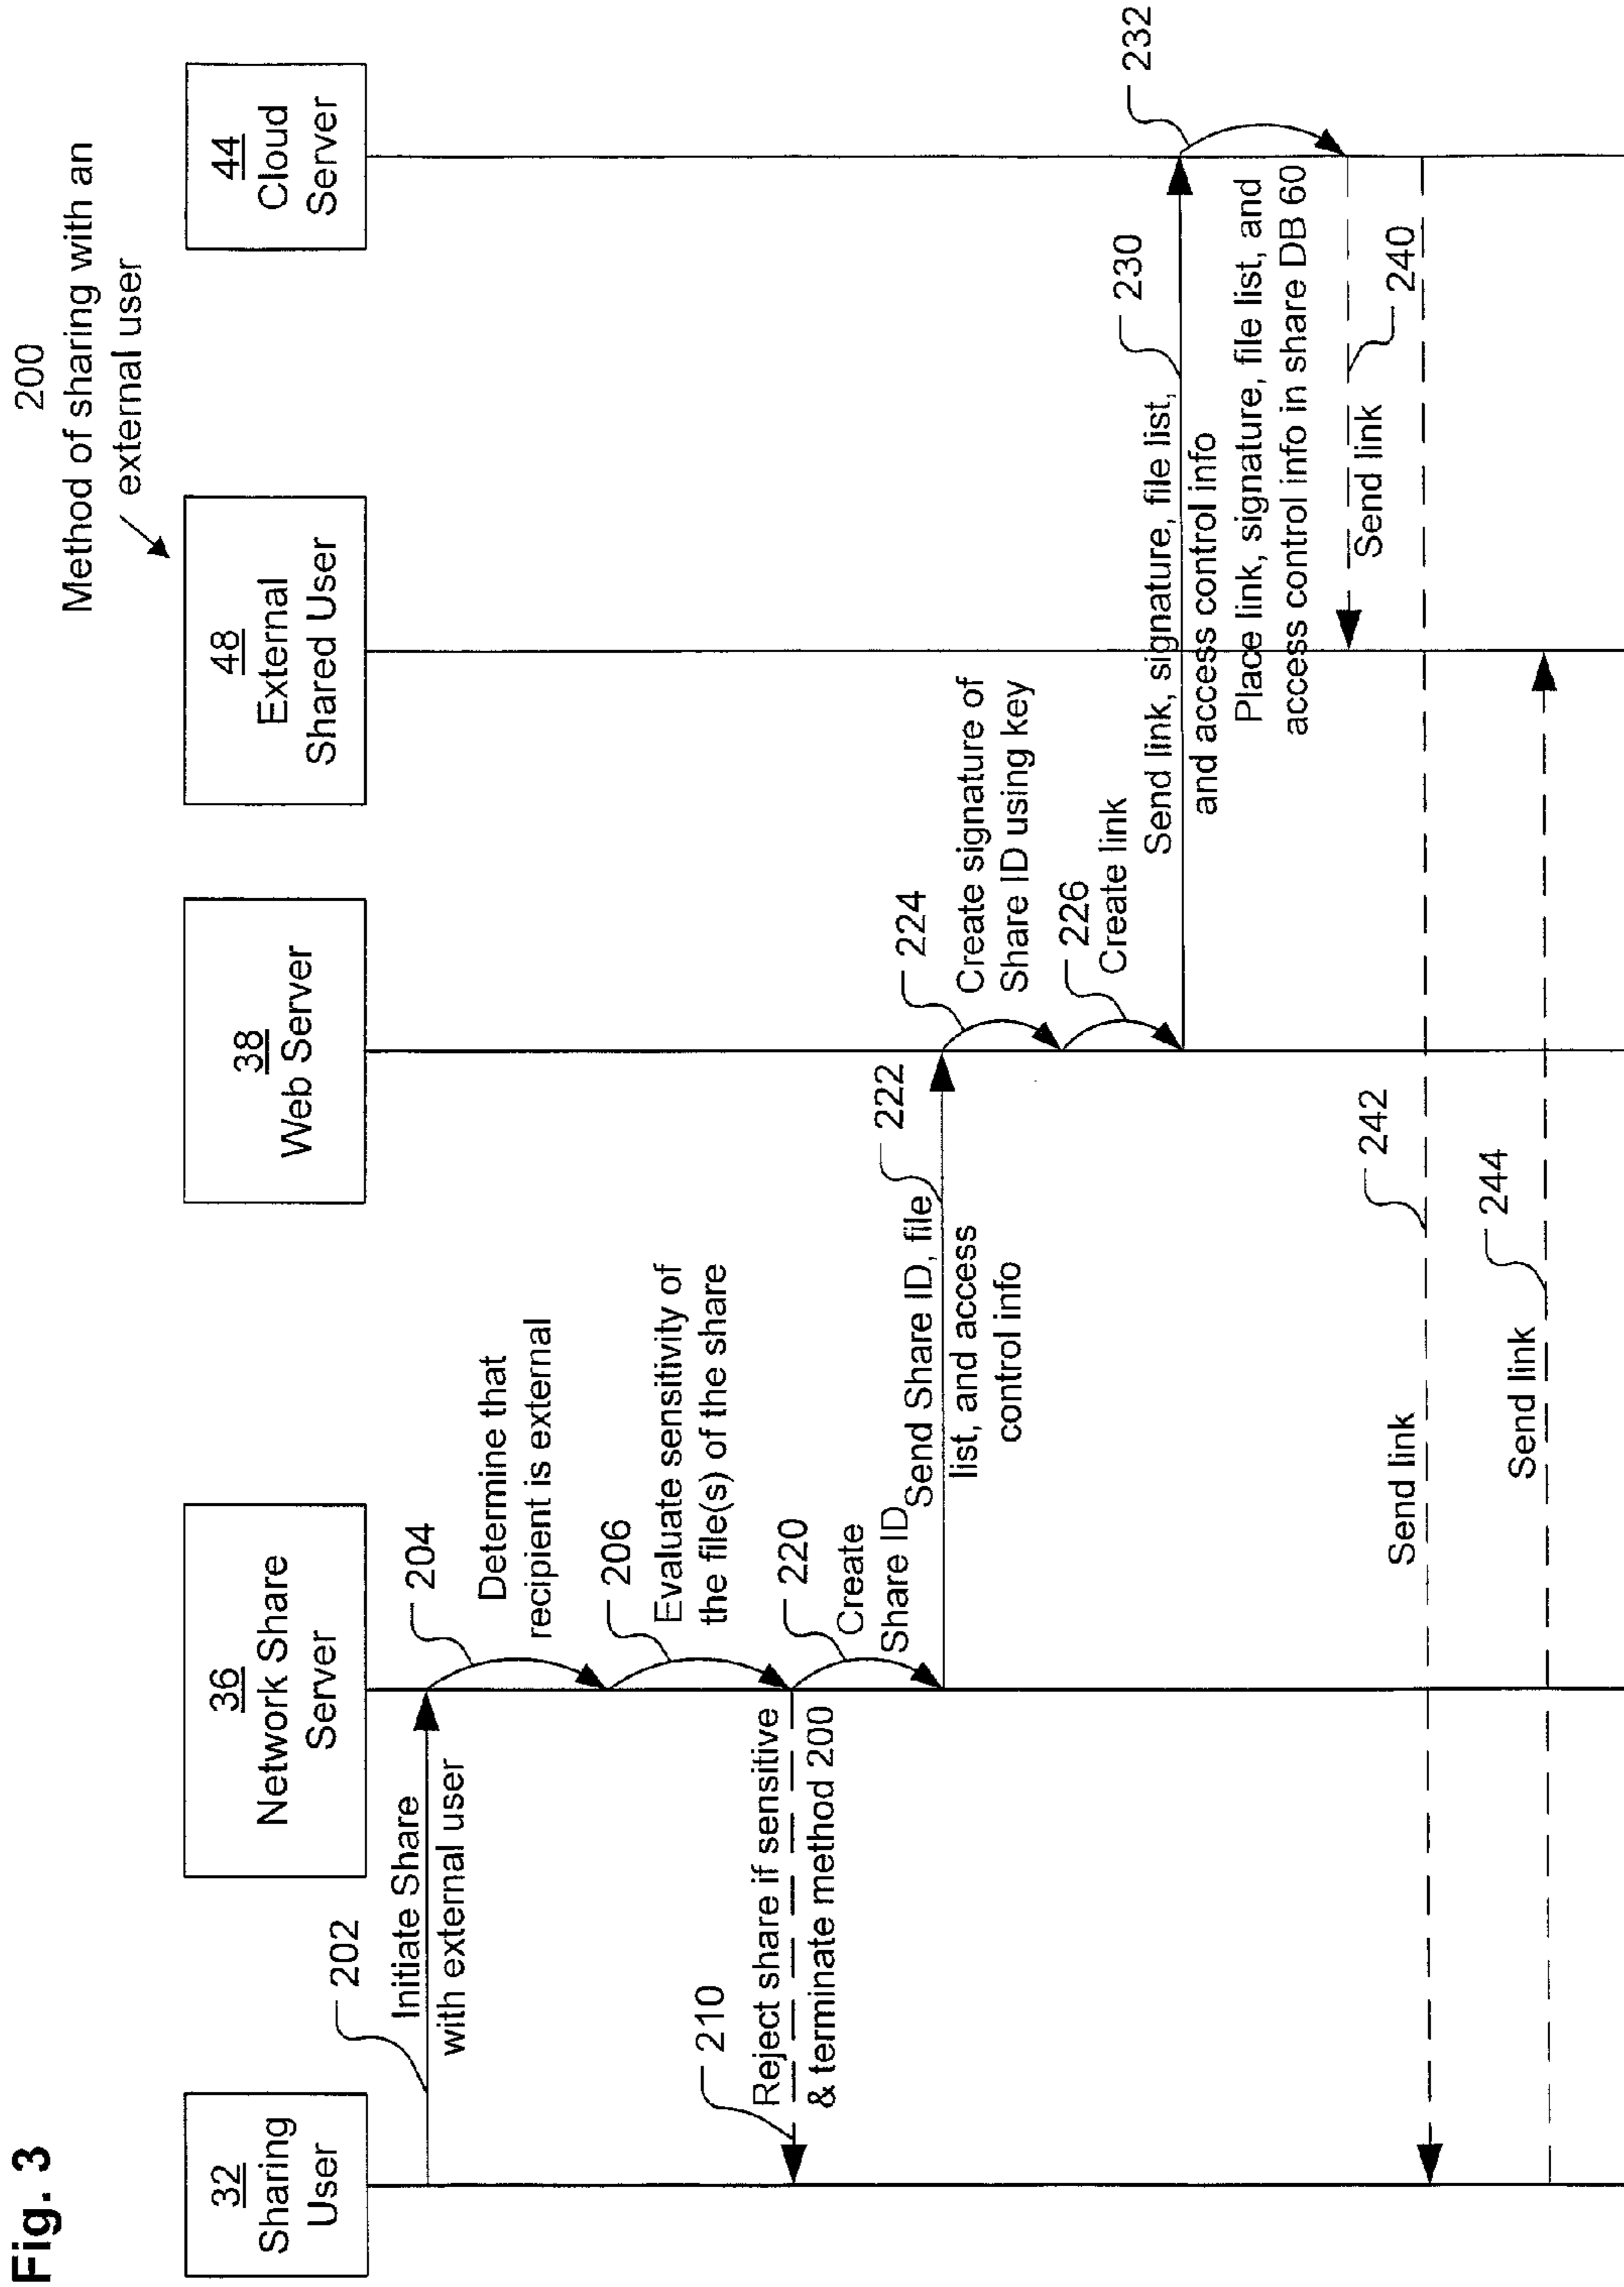 Fig. 3
200
Method of sharing with an
external user
32
Sharing
User
36
Network Share
Server
38
Web Server
48
External
Shared User
44
Cloud
Server
202
Initiate Share
with external user
204
Determine that
recipient is external
206
Evaluate sensitivity of
the file(s) of the share
210
Reject share if sensitive
& terminate method 200
220
Create
Share ID
222
Send Share ID, file
list, and access
control info
224
Create signature of
Share ID using key
226
Create link
230
Send link, signature, file list,
and access control info
232
Place link, signature, file list, and
access control info in share DB 60
240
Send link
242
Send link
244
Send link